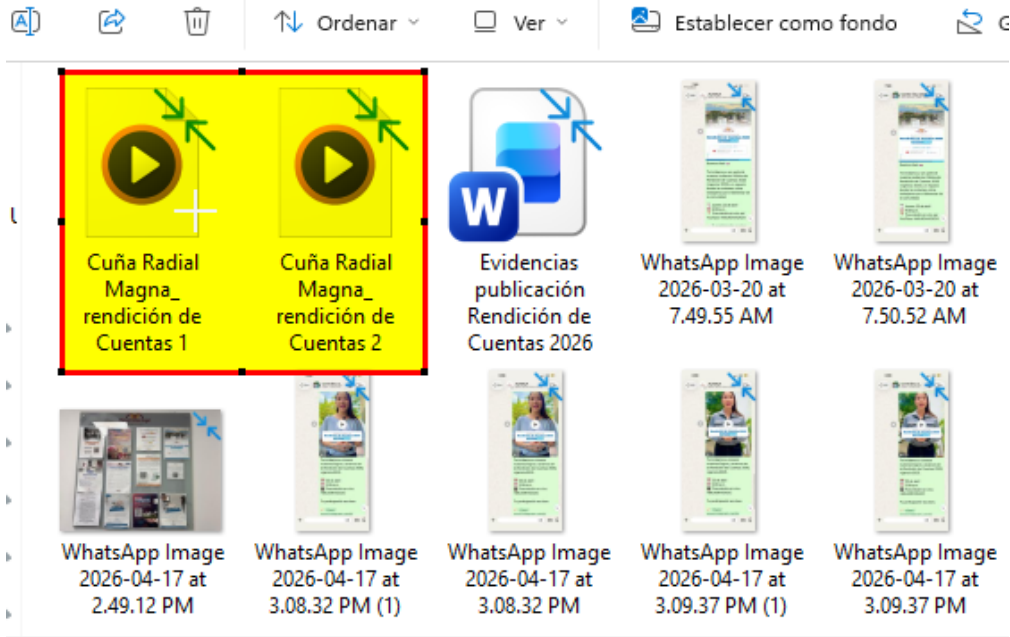 Ordenar
Ver
Establecer como fondo
Cuña Radial
Magna_
rendición de
Cuentas 1
Cuña Radial
Magna_
rendición de
Cuentas 2
W
Evidencias
publicación
Rendición de
Cuentas 2026
WhatsApp Image
2026-03-20 at
7.49.55 AM
WhatsApp Image
2026-03-20 at
7.50.52 AM
WhatsApp Image
2026-04-17 at
2.49.12 PM
WhatsApp Image
2026-04-17 at
3.08.32 PM (1)
WhatsApp Image
2026-04-17 at
3.08.32 PM
WhatsApp Image
2026-04-17 at
3.09.37 PM (1)
WhatsApp Image
2026-04-17 at
3.09.37 PM